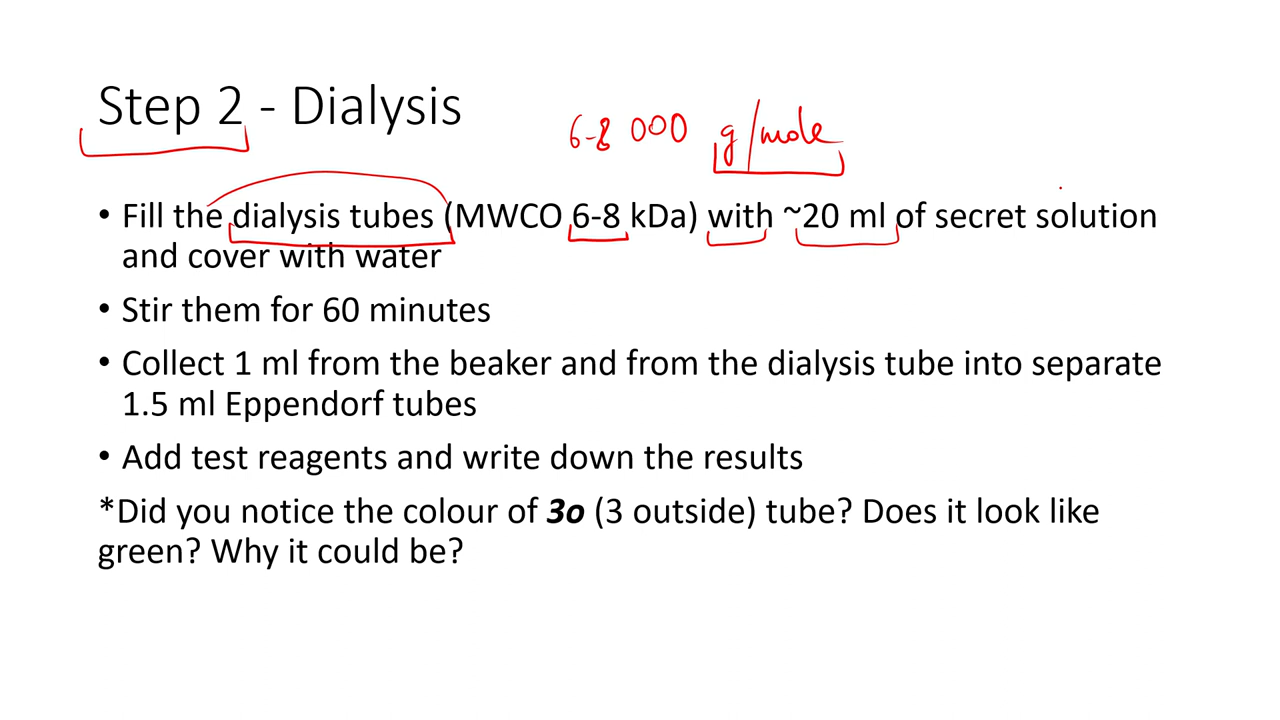 Step 2 - Dialysis
6-8 000 g/mole
• Fill the dialysis tubes (MWCO 6-8 kDa) with ~20 ml of secret solution
and cover with water
• Stir them for 60 minutes
• Collect 1 ml from the beaker and from the dialysis tube into separate
1.5 ml Eppendorf tubes
• Add test reagents and write down the results
*Did you notice the colour of 3o (3 outside) tube? Does it look like
green? Why it could be?